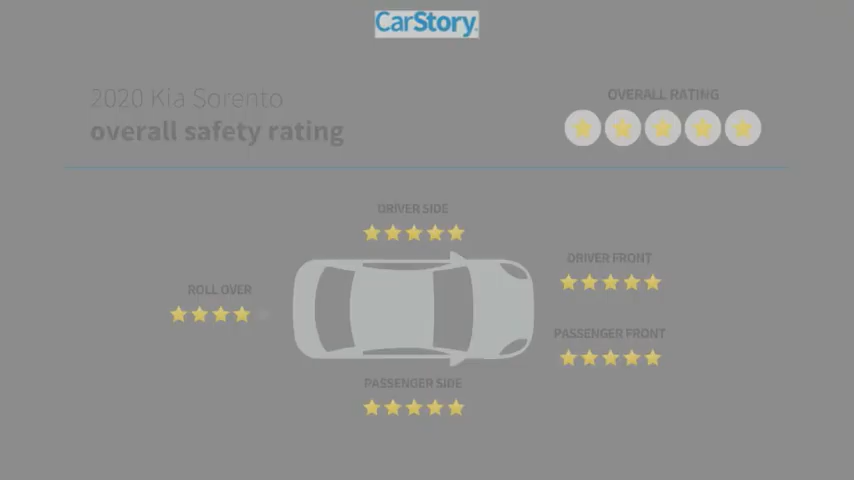 CarStory.
2020 Kia Sorento
overall safety rating
OVERALL RATING
DRIVER SIDE
DRIVER FRONT
ROLL OVER
PASSENGER FRONT
PASSENGER SIDE